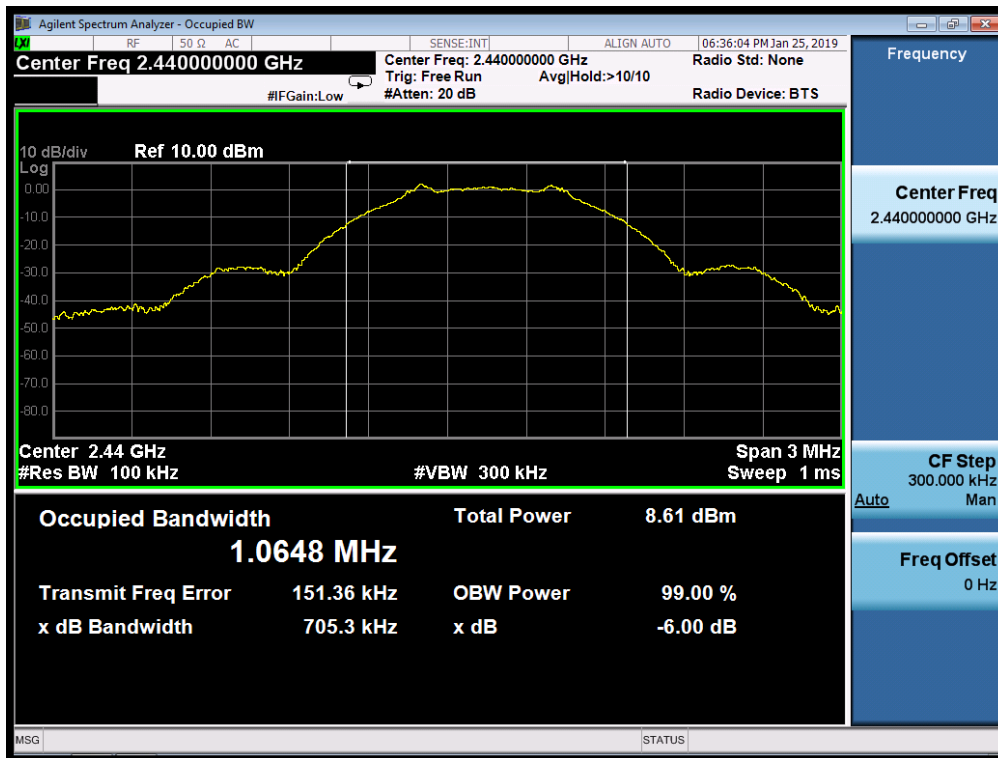 Agilent Spectrum Analyzer - Occupied BW
LXI RF 50 Ω AC SENSE:INT ALIGN AUTO 06:36:04 PM Jan 25, 2019
Center Freq 2.440000000 GHz
Center Freq: 2.440000000 GHz
Radio Std: None
Trig: Free Run Avg|Hold:>10/10
#IFGain:Low
#Atten: 20 dB
Radio Device: BTS
10 dB/div Ref 10.00 dBm
Log
0.00
-10.0
-20.0
-30.0
-40.0
-50.0
-60.0
-70.0
-80.0
Center 2.44 GHz Span 3 MHz
#Res BW 100 kHz #VBW 300 kHz Sweep 1 ms
Occupied Bandwidth Total Power 8.61 dBm
1.0648 MHz
Transmit Freq Error 151.36 kHz OBW Power 99.00 %
x dB Bandwidth 705.3 kHz x dB -6.00 dB
MSG STATUS
Frequency
Center Freq
2.440000000 GHz
CF Step
300.000 kHz
Auto Man
Freq Offset
0 Hz